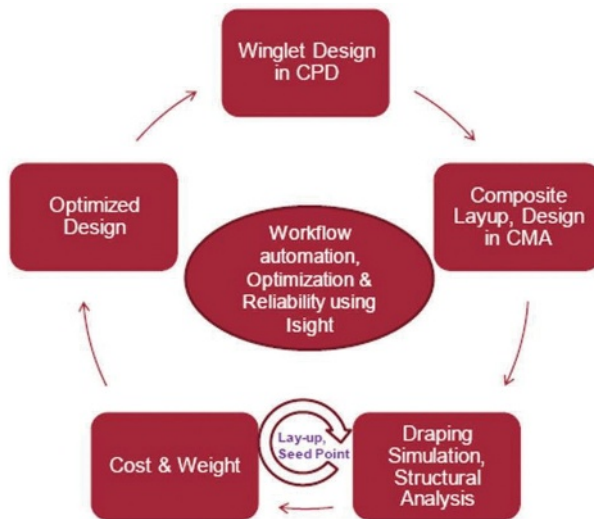 Winglet Design
in CPD
Optimized
Design
Composite
Layup, Design
in CMA
Workflow
automation,
Optimization &
Reliability using
Isight
Cost & Weight
Lay-up,
Seed Point
Draping
Simulation,
Structural
Analysis